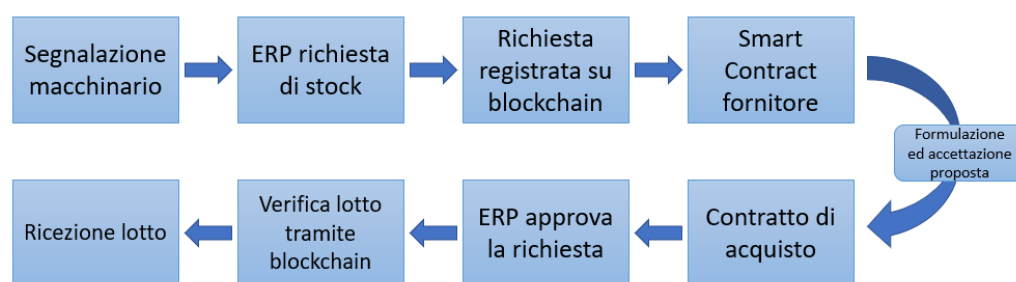 Segnalazione
macchinario
ERP richiesta
di stock
Richiesta
registrata su
blockchain
Smart
Contract
fornitore
Formulazione
ed accettazione
proposta
Contratto di
acquisto
ERP approva
la richiesta
Verifica lotto
tramite
blockchain
Ricezione lotto